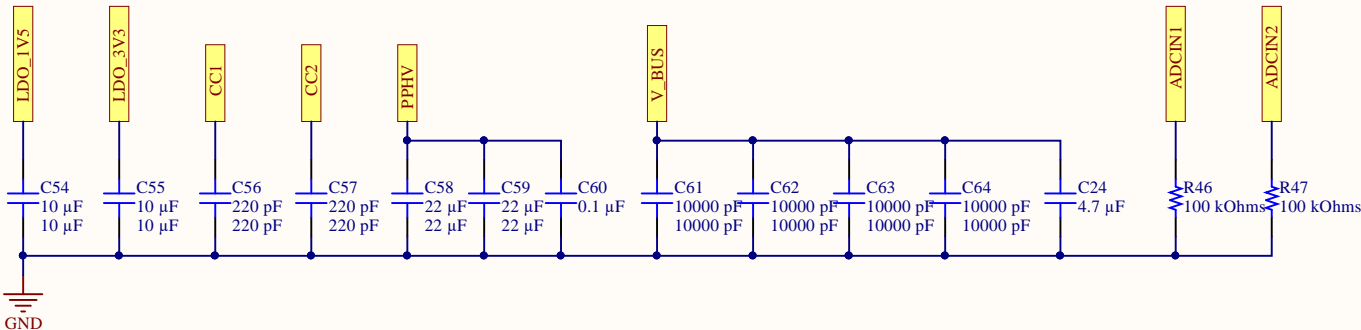 LDO_1V5
LDO_3V3
CC1
CC2
PPHV
V_BUS
ADCIN1
ADCIN2
C54
10 µF
10 µF
C55
10 µF
10 µF
C56
220 pF
220 pF
C57
220 pF
220 pF
C58
22 µF
22 µF
C59
22 µF
22 µF
C60
0.1 µF
C61
10000 pF
10000 pF
C62
10000 pF
10000 pF
C63
10000 pF
10000 pF
C64
10000 pF
10000 pF
C24
4.7 µF
R46
100 kOhms
R47
100 kOhms
GND